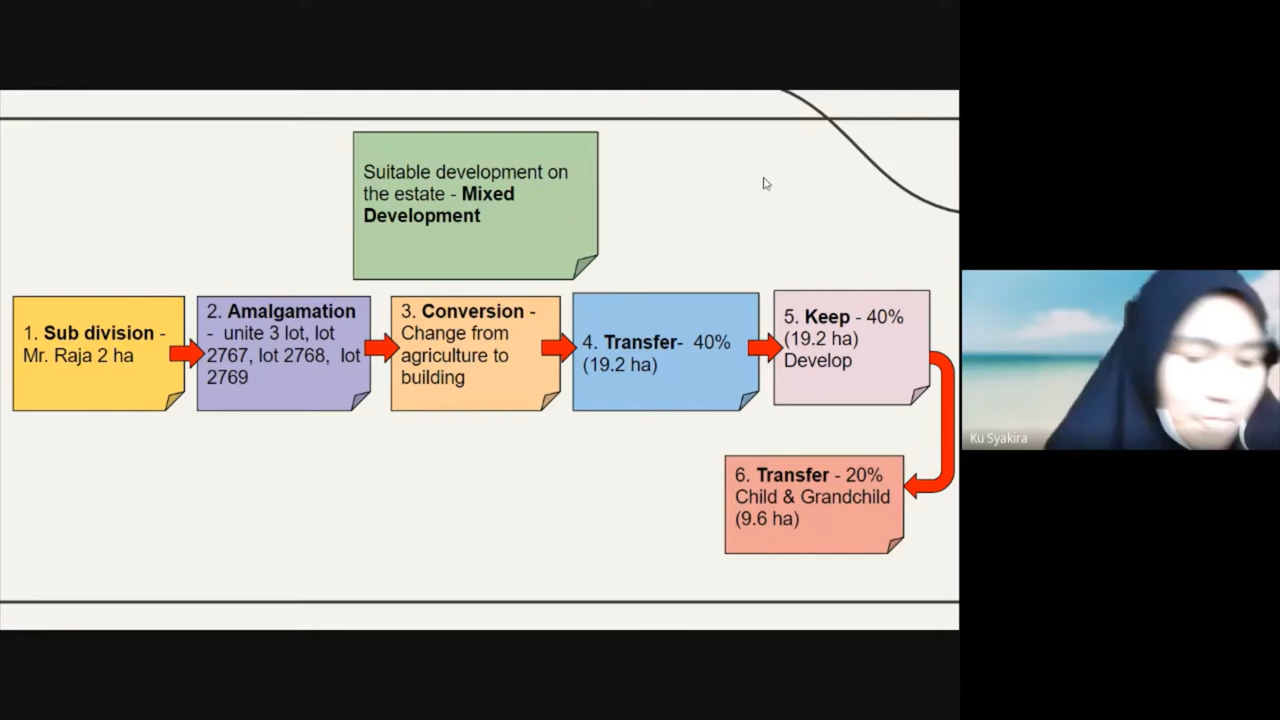 Suitable development on
the estate - Mixed
Development
1. Sub division -
Mr. Raja 2 ha
2. Amalgamation
- unite 3 lot, lot
2767, lot 2768, lot
2769
3. Conversion -
Change from
agriculture to
building
4. Transfer- 40%
(19.2 ha)
5. Keep - 40%
(19.2 ha)
Develop
6. Transfer - 20%
Child & Grandchild
(9.6 ha)
Ku Syakira